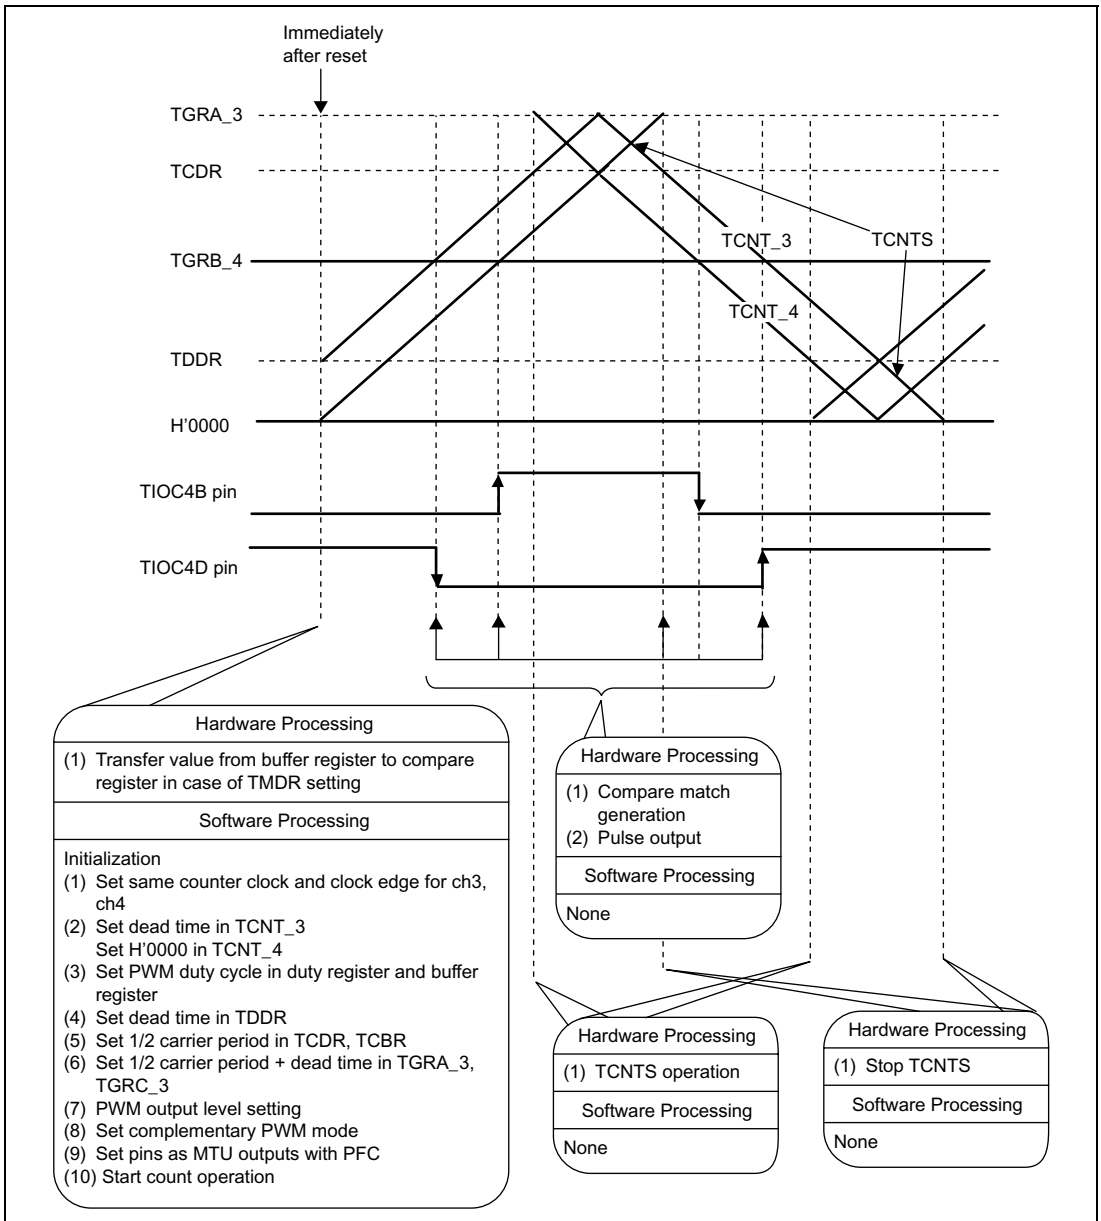 Immediately
after reset
TGRA_3
TCDR
TCNT_3
TCNTS
TGRB_4
TCNT_4
TDDR
H'0000
TIOC4B pin
TIOC4D pin
Hardware Processing
(1) Transfer value from buffer register to compare
register in case of TMDR setting
Software Processing
Initialization
(1) Set same counter clock and clock edge for ch3,
ch4
(2) Set dead time in TCNT_3
Set H'0000 in TCNT_4
(3) Set PWM duty cycle in duty register and buffer
register
(4) Set dead time in TDDR
(5) Set 1/2 carrier period in TCDR, TCBR
(6) Set 1/2 carrier period + dead time in TGRA_3,
TGRC_3
(7) PWM output level setting
(8) Set complementary PWM mode
(9) Set pins as MTU outputs with PFC
(10) Start count operation
Hardware Processing
(1) Compare match
generation
(2) Pulse output
Software Processing
None
Hardware Processing
(1) TCNTS operation
Software Processing
None
Hardware Processing
(1) Stop TCNTS
Software Processing
None